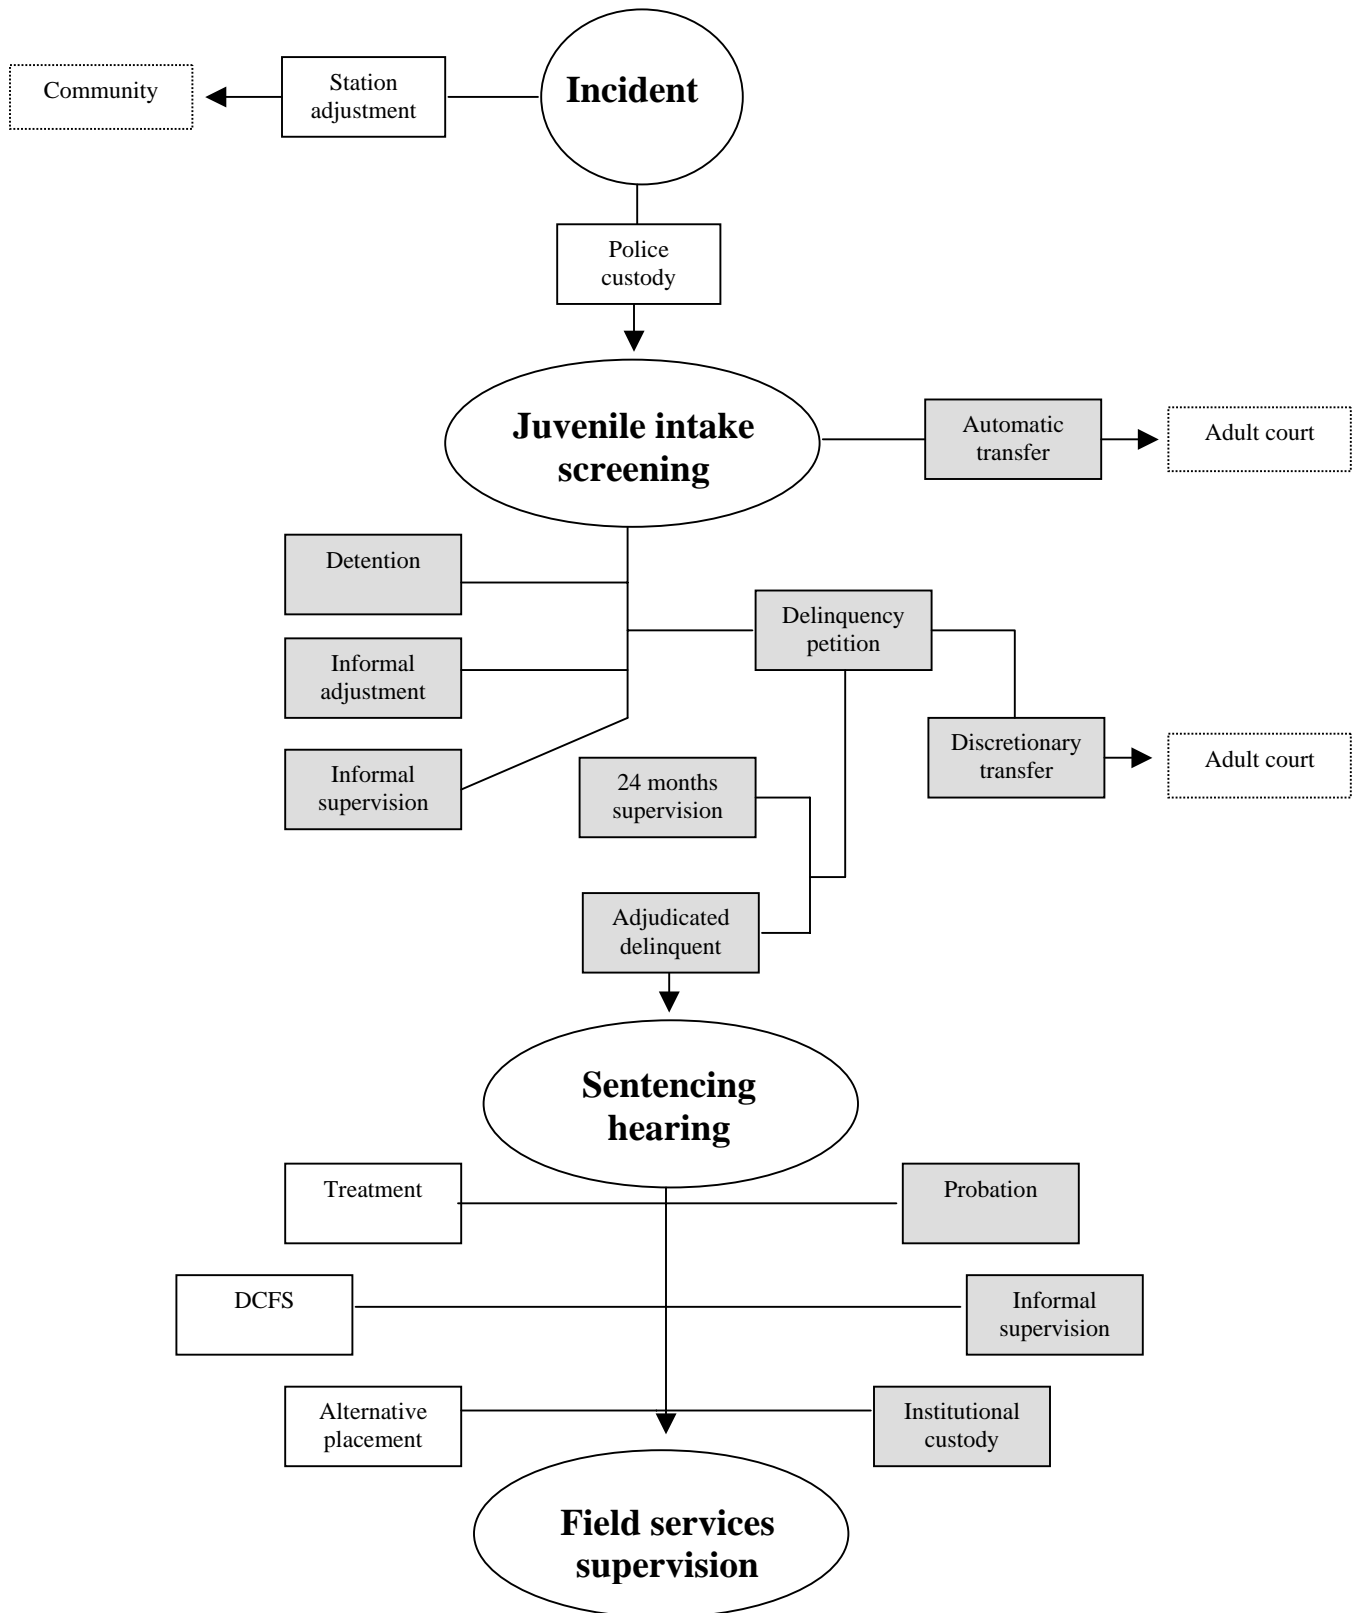 Incident
Community
Station
adjustment
Police
custody
Juvenile intake
screening
Automatic
transfer
Adult court
Detention
Delinquency
petition
Informal
adjustment
Informal
supervision
24 months
supervision
Discretionary
transfer
Adult court
Adjudicated
delinquent
Sentencing
hearing
Treatment
Probation
DCFS
Informal
supervision
Alternative
placement
Institutional
custody
Field services
supervision